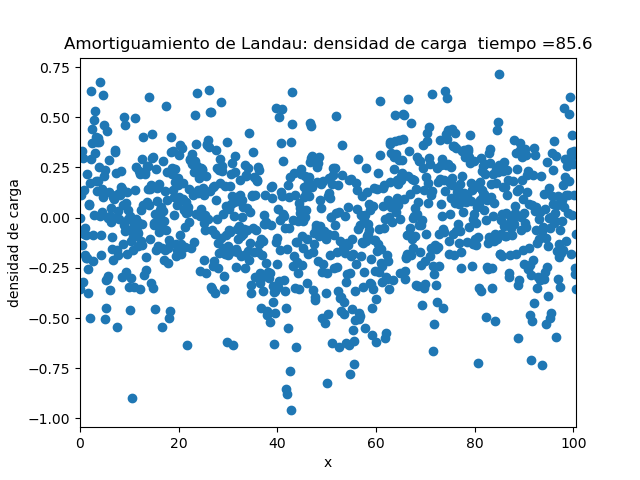 Amortiguamiento de Landau: densidad de carga  tiempo =85.6
densidad de carga
0.75
0.50
0.25
0.00
−0.25
−0.50
−0.75
−1.00
0 20 40 60 80 100
x